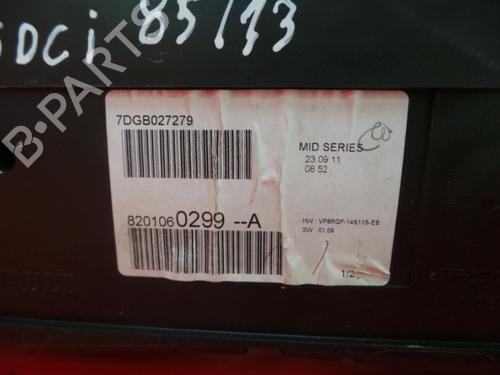 5DCi 85/13
7DGB027279
MID SERIES
23.09.11
08:52
8201060299--A
HW : VP8RQF-14B115-EB
SW : 01.09
1/2
B-Parts